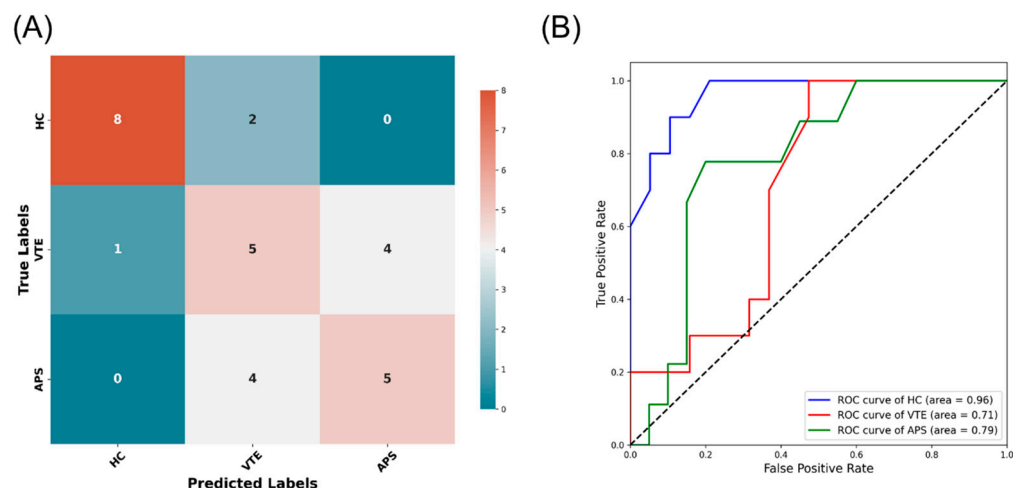 (A)
HC
VTE
APS
True Labels
8
2
0
1
5
4
0
4
5
HC
VTE
APS
Predicted Labels
8
7
6
5
4
3
2
1
0
(B)
1.0
0.8
0.6
0.4
0.2
0.0
True Positive Rate
0.0
0.2
0.4
0.6
0.8
1.0
False Positive Rate
ROC curve of HC (area = 0.96)
ROC curve of VTE (area = 0.71)
ROC curve of APS (area = 0.79)